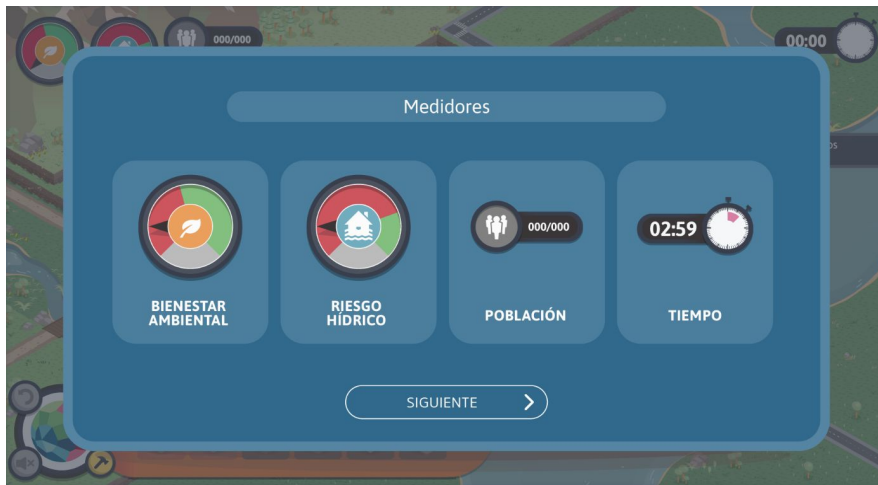 000/000
00:00
Medidores
000/000
02:59
BIENESTAR
AMBIENTAL
RIESGO
HÍDRICO
POBLACIÓN
TIEMPO
SIGUIENTE